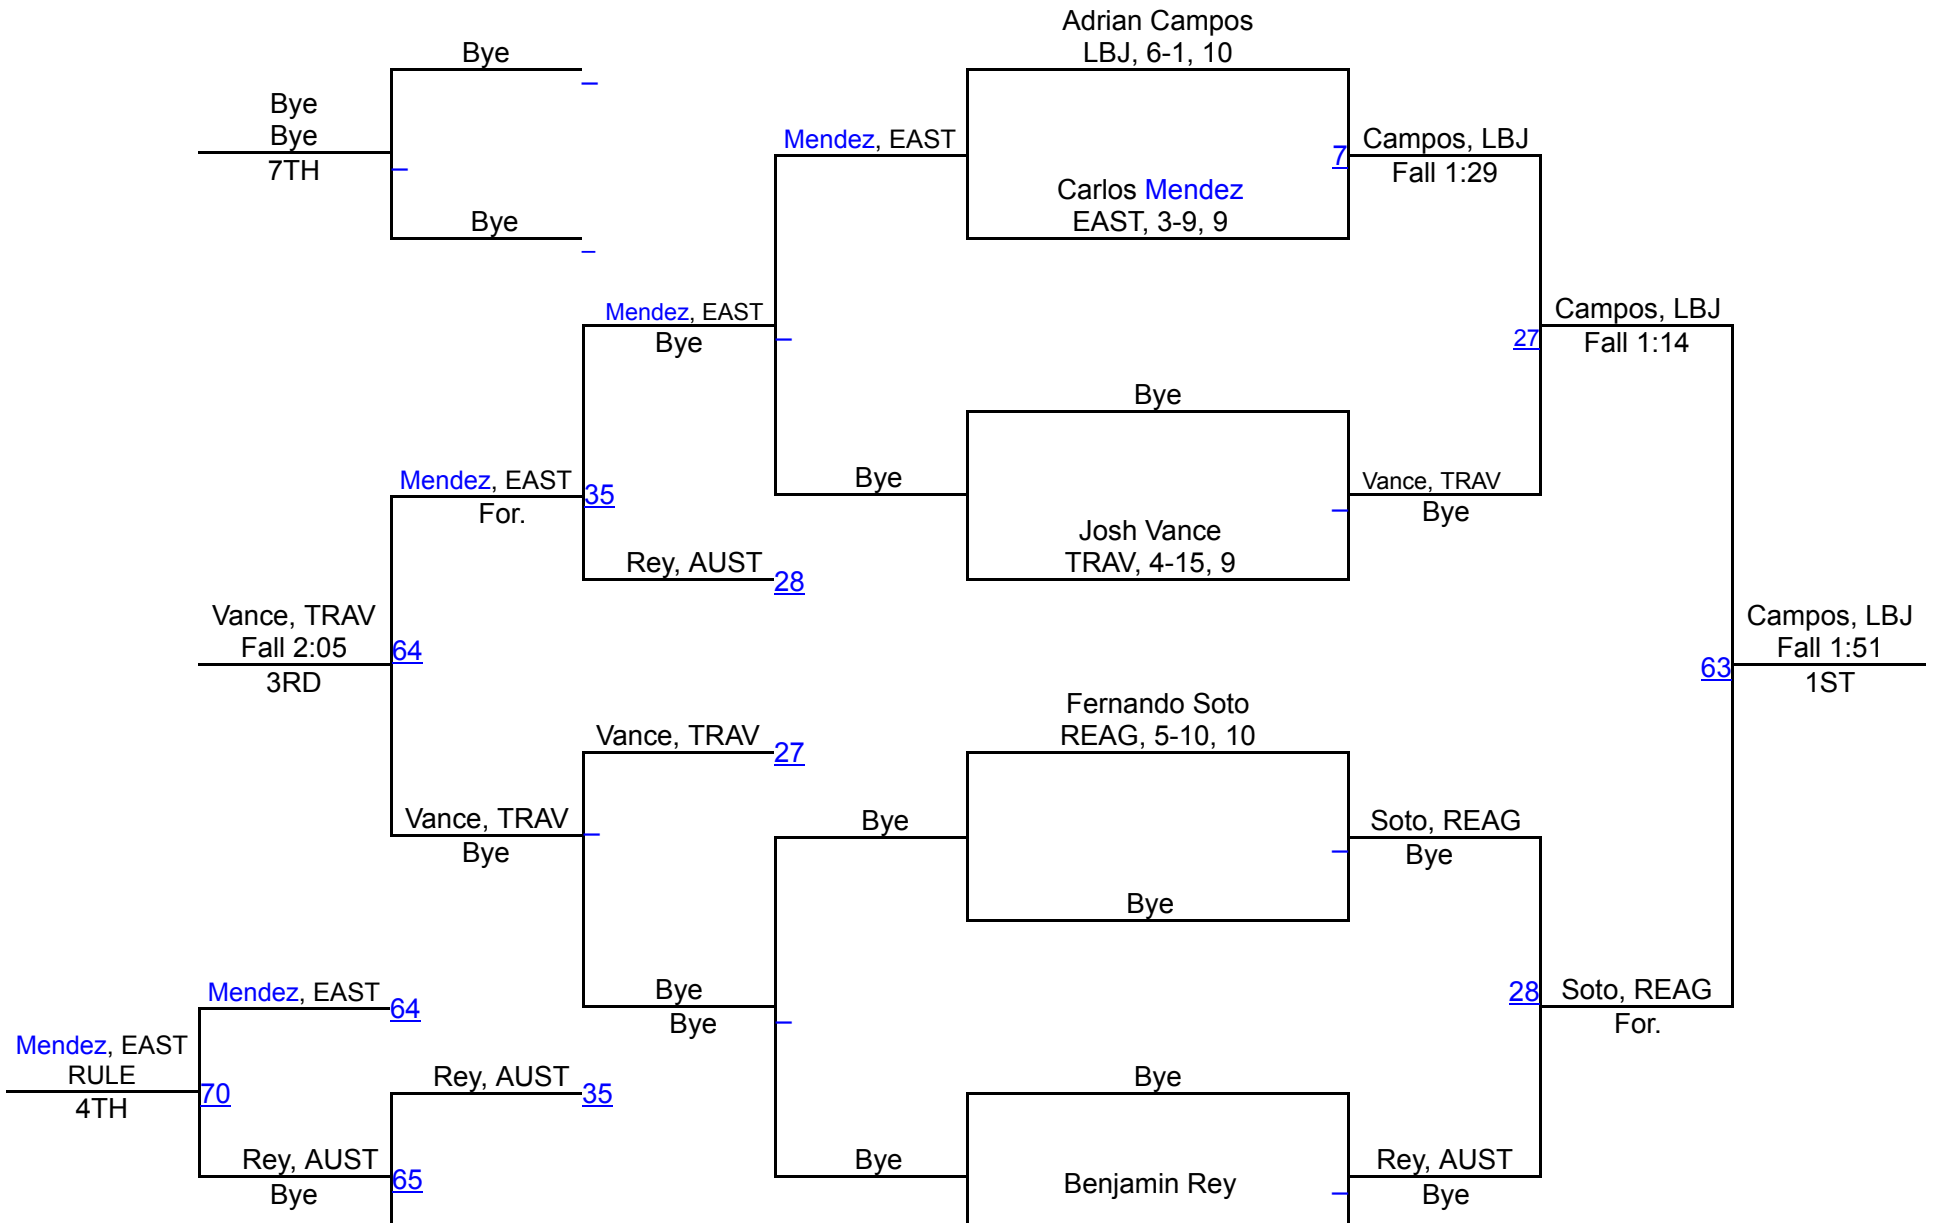 Adrian Campos
LBJ, 6-1, 10
Bye
Bye
Bye
7TH
Bye
Mendez, EAST
7
Campos, LBJ
Fall 1:29
Carlos Mendez
EAST, 3-9, 9
Mendez, EAST
Bye
27
Campos, LBJ
Fall 1:14
Bye
Mendez, EAST
For.
35
Bye
Vance, TRAV
Bye
Josh Vance
TRAV, 4-15, 9
Rey, AUST
28
Vance, TRAV
Fall 2:05
3RD
64
Campos, LBJ
Fall 1:51
1ST
63
Fernando Soto
REAG, 5-10, 10
Vance, TRAV
27
Vance, TRAV
Bye
Bye
Soto, REAG
Bye
Bye
Mendez, EAST
64
Bye
Bye
28
Soto, REAG
For.
Mendez, EAST
RULE
4TH
70
Rey, AUST
35
Bye
Rey, AUST
Bye
65
Bye
Benjamin Rey
Rey, AUST
Bye